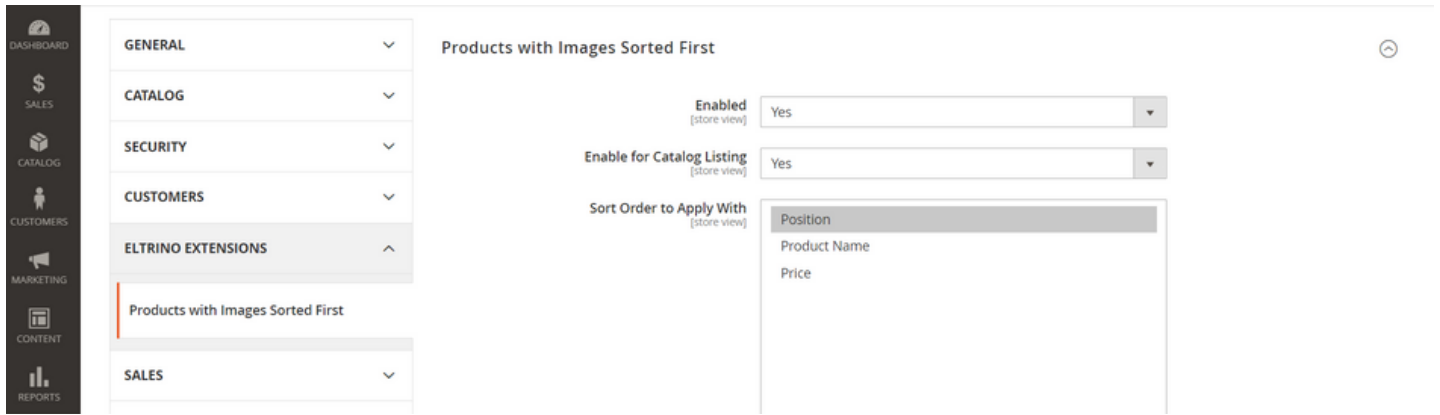 DASHBOARD
$
SALES
CATALOG
CUSTOMERS
MARKETING
CONTENT
REPORTS
GENERAL
CATALOG
SECURITY
CUSTOMERS
ELTRINO EXTENSIONS
Products with Images Sorted First
SALES
Products with Images Sorted First
Enabled
[store view]
Yes
Enable for Catalog Listing
[store view]
Yes
Sort Order to Apply With
[store view]
Position
Product Name
Price